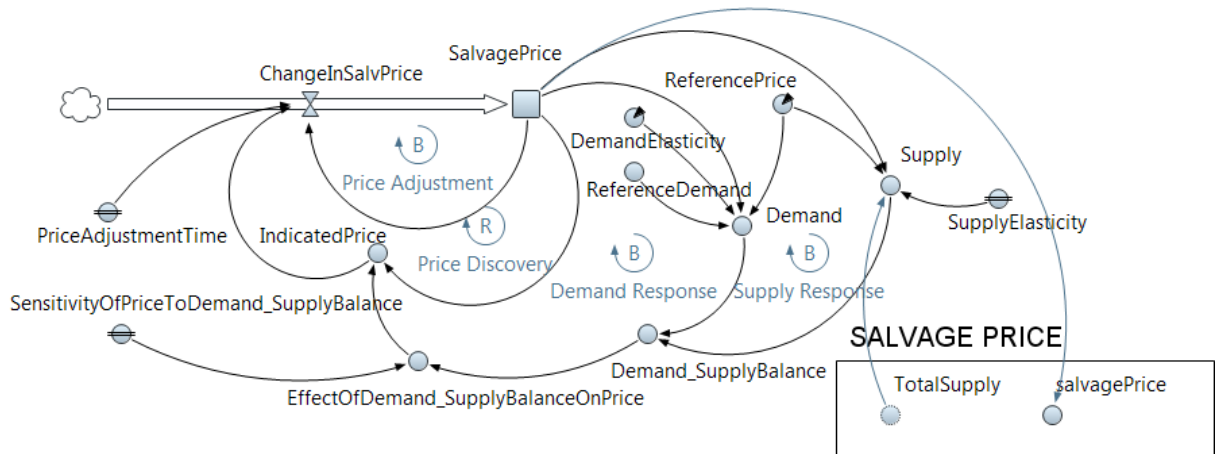 SalvagePrice
ChangeInSalvPrice
ReferencePrice
B
DemandElasticity
Supply
Price Adjustment
ReferenceDemand
PriceAdjustmentTime
IndicatedPrice
R
Demand
SupplyElasticity
Price Discovery
B
B
Demand Response
Supply Response
SensitivityOfPriceToDemand_SupplyBalance
SALVAGE PRICE
Demand_SupplyBalance
EffectOfDemand_SupplyBalanceOnPrice
TotalSupply
salvagePrice